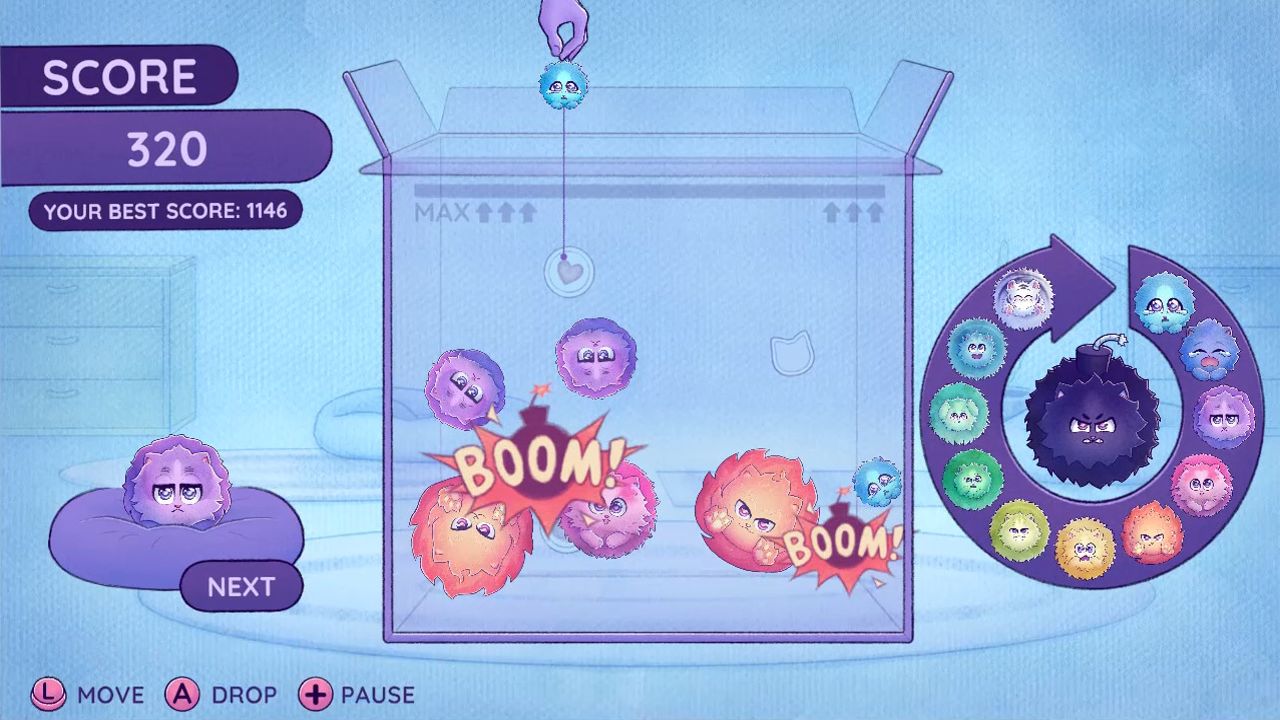 SCORE
320
YOUR BEST SCORE: 1146
MAX
BOOM!
BOOM!
NEXT
L MOVE A DROP + PAUSE